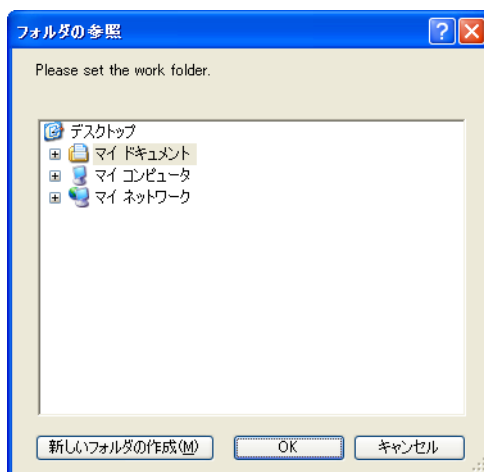 フォルダの参照
Please set the work folder.
デスクトップ
マイ ドキュメント
マイ コンピュータ
マイ ネットワーク
新しいフォルダの作成(M) OK キャンセル